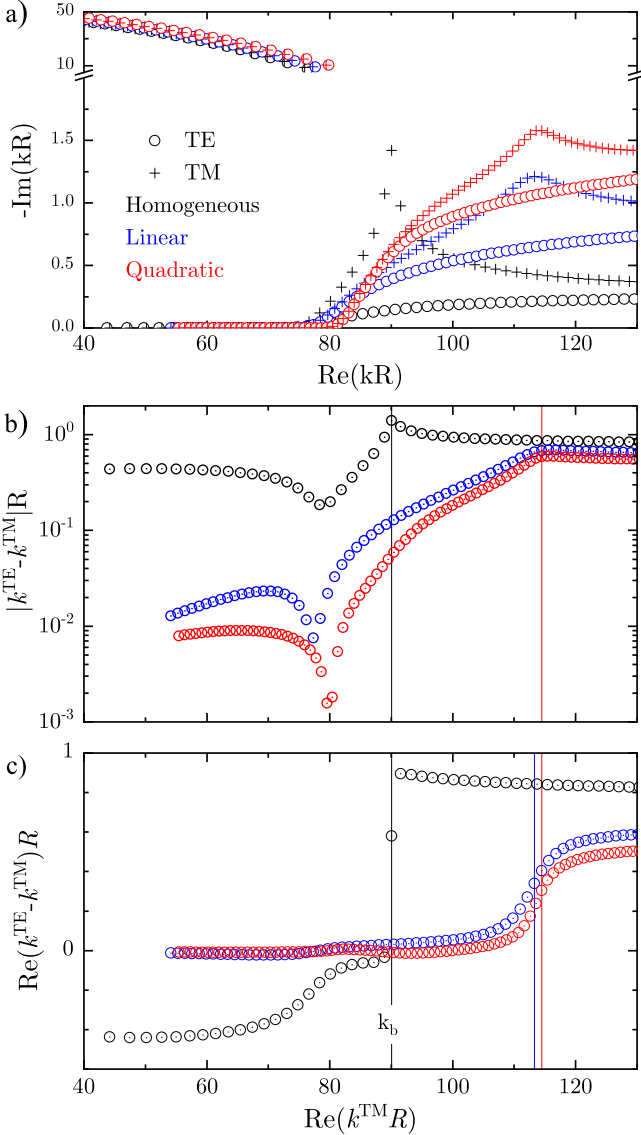 a)
50
10
-Im(kR)
1.5
1.0
0.5
0.0
TE
TM
Homogeneous
Linear
Quadratic
40 60 80 100 120
Re(kR)
b)
|k^TE-k^TM|R
10^0
10^-1
10^-2
10^-3
c)
Re(k^TE-k^TM)R
1
0
k_b
40 60 80 100 120
Re(k^TM R)